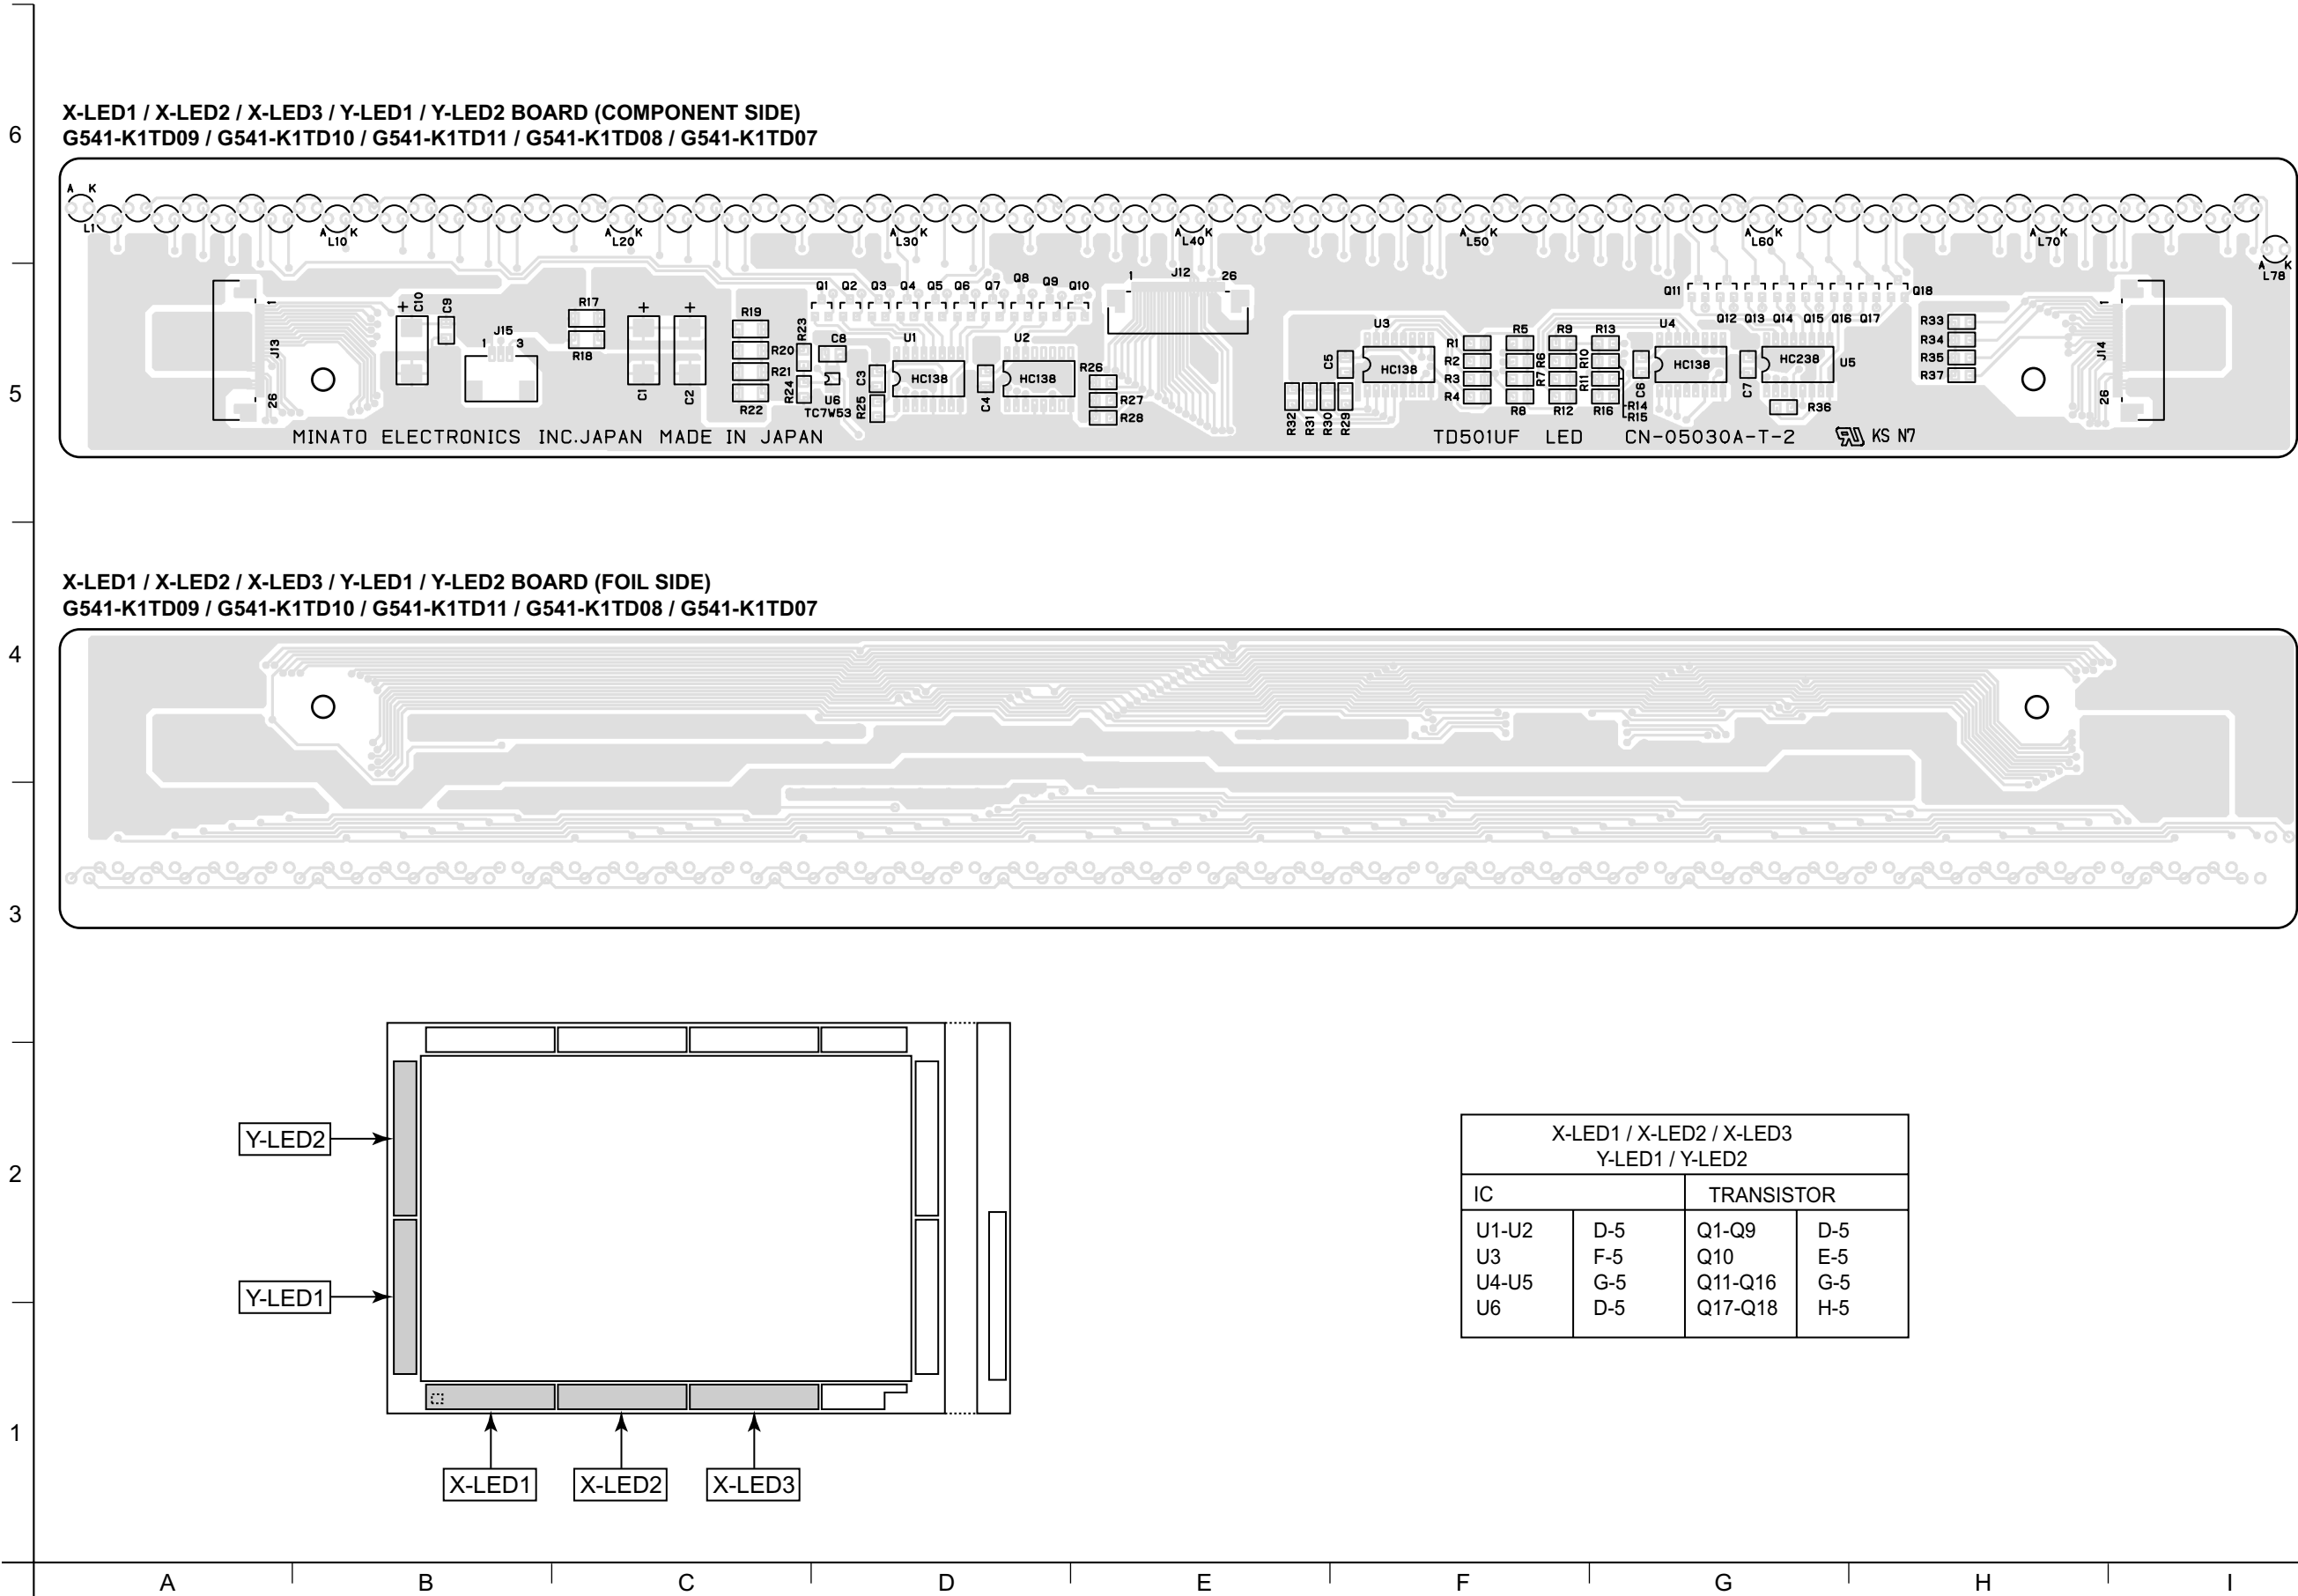 6
X-LED1 / X-LED2 / X-LED3 / Y-LED1 / Y-LED2 BOARD (COMPONENT SIDE)
G541-K1TD09 / G541-K1TD10 / G541-K1TD11 / G541-K1TD08 / G541-K1TD07
A K
L1
A K L10
L20 K
A K L30
A K L40
A K L50
A K L60
A K L70
A K L78
J13 1 26
C10 +
C9
J15 1 3
R17
R18
+ C1
+ C2
R19
R20
R21
R22
R23
R24
Q1 Q2 Q3 Q4 Q5 Q6 Q7 Q8 Q9 Q10
C8
U6
TC7W53
C3
R25
U1
HC138
C4
U2
HC138
R26
R27
R28
1 J12 26
R32 R31 R30 R29
C5
U3
HC138
R1
R2
R3
R4
R5
R6
R7
R8
R9
R10
R11
R12
R13
R14
R15
R16
C6
U4
HC138
C7
HC238
U5
R36
Q11 Q12 Q13 Q14 Q15 Q16 Q17 Q18
R33
R34
R35
R37
J14 1 26
5
MINATO ELECTRONICS INC.JAPAN MADE IN JAPAN
TD501UF LED CN-05030A-T-2 KS N7
X-LED1 / X-LED2 / X-LED3 / Y-LED1 / Y-LED2 BOARD (FOIL SIDE)
G541-K1TD09 / G541-K1TD10 / G541-K1TD11 / G541-K1TD08 / G541-K1TD07
4
3
Y-LED2
2
Y-LED1
X-LED1 X-LED2 X-LED3
1
X-LED1 / X-LED2 / X-LED3
Y-LED1 / Y-LED2
IC TRANSISTOR
U1-U2 D-5 Q1-Q9 D-5
U3 F-5 Q10 E-5
U4-U5 G-5 Q11-Q16 G-5
U6 D-5 Q17-Q18 H-5
A B C D E F G H I